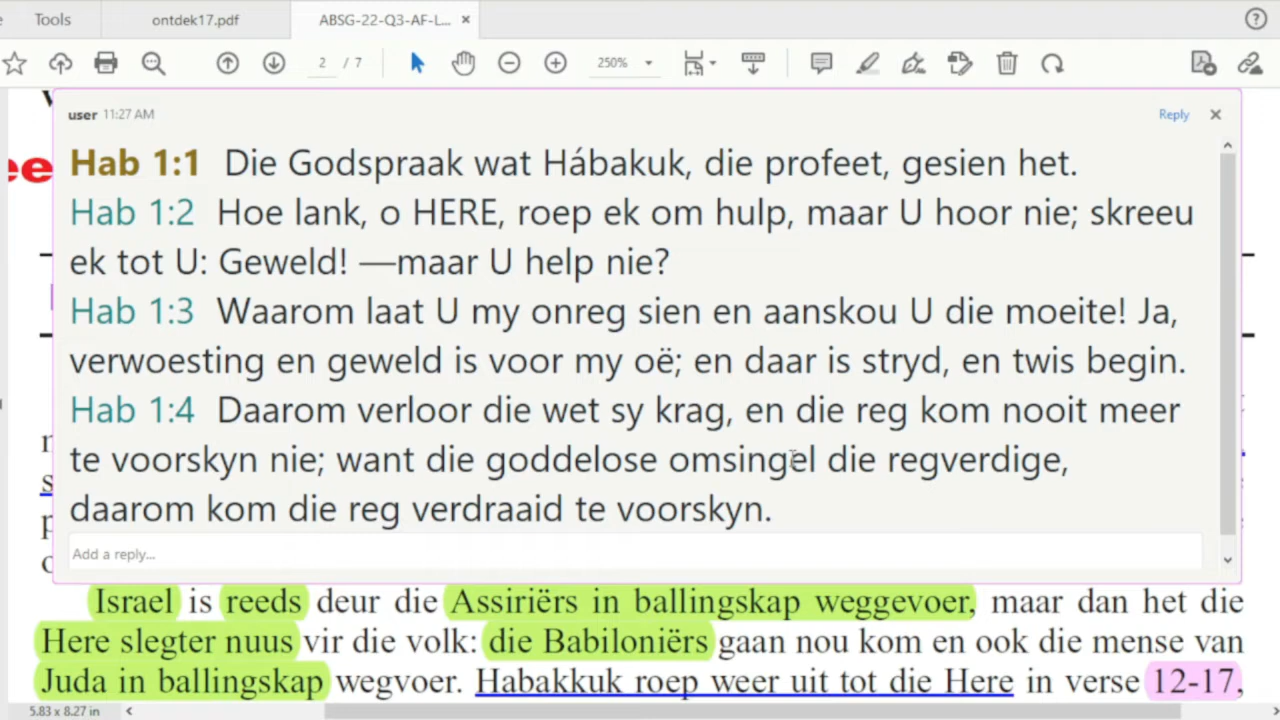 Tools
ontdek17.pdf
ABSG-22-Q3-AF-L...
2 / 7
250%
user 11:27 AM
Reply
Hab 1:1 Die Godspraak wat Hábakuk, die profeet, gesien het.
Hab 1:2 Hoe lank, o HERE, roep ek om hulp, maar U hoor nie; skreeu
ek tot U: Geweld! —maar U help nie?
Hab 1:3 Waarom laat U my onreg sien en aanskou U die moeite! Ja,
verwoesting en geweld is voor my oë; en daar is stryd, en twis begin.
Hab 1:4 Daarom verloor die wet sy krag, en die reg kom nooit meer
te voorskyn nie; want die goddelose omsingel die regverdige,
daarom kom die reg verdraaid te voorskyn.
Add a reply...
Israel is reeds deur die Assiriërs in ballingskap weggevoer, maar dan het die
Here slegter nuus vir die volk: die Babiloniërs gaan nou kom en ook die mense van
Juda in ballingskap wegvoer. Habakkuk roep weer uit tot die Here in verse 12-17,
5.83 x 8.27 in